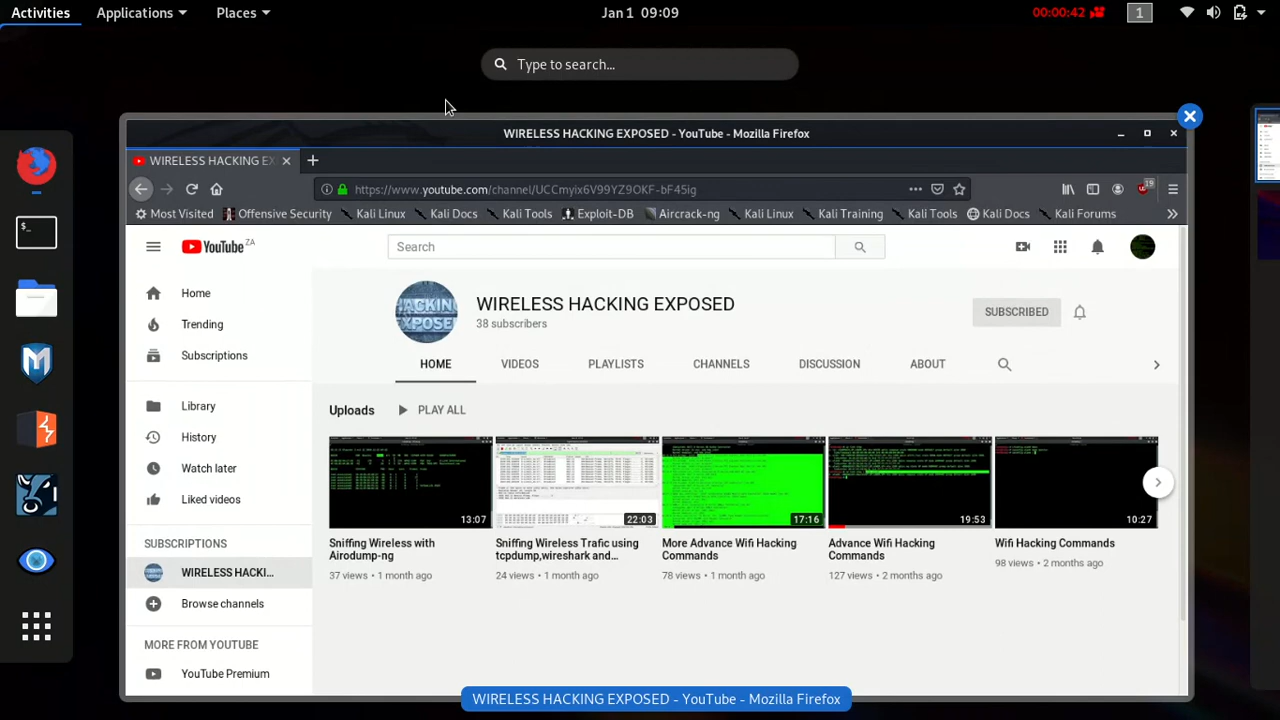 Activities Applications Places Jan 1 09:09 00:00:42 1
Type to search...
WIRELESS HACKING EXPOSED - YouTube - Mozilla Firefox
WIRELESS HACKING EX
https://www.youtube.com/channel/UCCmyix6V99YZ9OKF-bF45ig 19
Most Visited Offensive Security Kali Linux Kali Docs Kali Tools Exploit-DB Aircrack-ng Kali Linux Kali Training Kali Tools Kali Docs Kali Forums
YouTube ZA Search
Home
Trending
Subscriptions
Library
History
Watch later
Liked videos
SUBSCRIPTIONS
WIRELESS HACKI...
Browse channels
MORE FROM YOUTUBE
YouTube Premium
HACKING
EXPOSED
WIRELESS HACKING EXPOSED
38 subscribers
SUBSCRIBED
HOME VIDEOS PLAYLISTS CHANNELS DISCUSSION ABOUT
Uploads PLAY ALL
13:07
Sniffing Wireless with
Airodump-ng
37 views • 1 month ago
22:03
Sniffing Wireless Trafic using
tcpdump,wireshark and...
24 views • 1 month ago
17:16
More Advance Wifi Hacking
Commands
78 views • 1 month ago
19:53
Advance Wifi Hacking
Commands
127 views • 2 months ago
10:27
Wifi Hacking Commands
98 views • 2 months ago
WIRELESS HACKING EXPOSED - YouTube - Mozilla Firefox